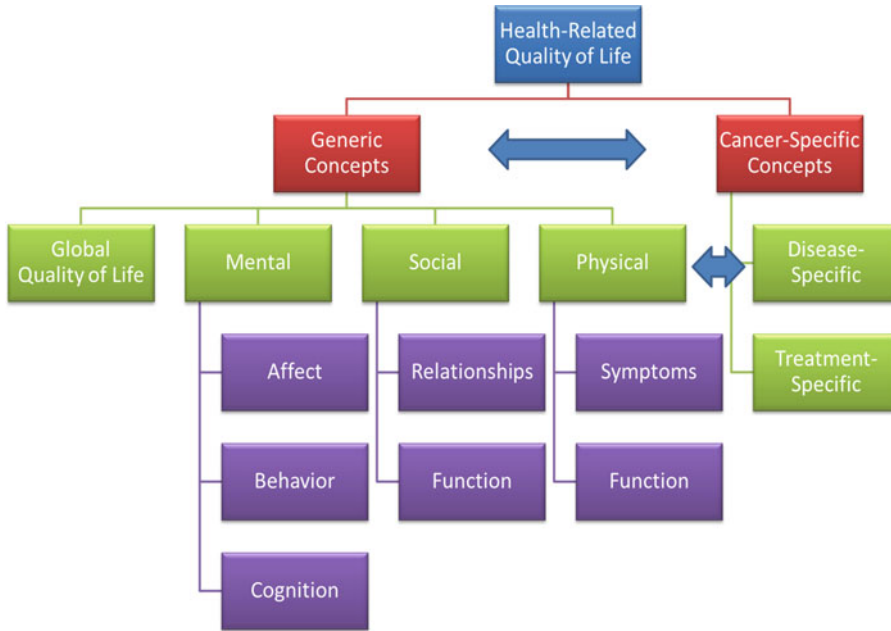 Health-Related
Quality of Life
Generic
Concepts
Cancer-Specific
Concepts
Global
Quality of Life
Mental
Social
Physical
Disease-
Specific
Affect
Relationships
Symptoms
Treatment-
Specific
Behavior
Function
Function
Cognition